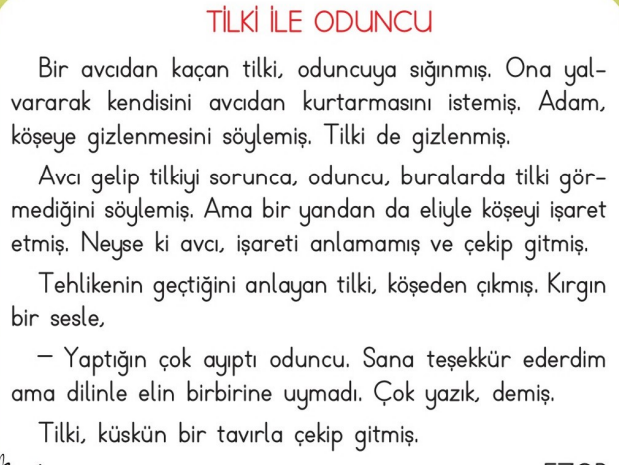 TİLKİ İLE ODUNCU
Bir avcıdan kaçan tilki, oduncuya sığınmış. Ona yal-
vararak kendisini avcıdan kurtarmasını istemiş. Adam,
köşeye gizlenmesini söylemiş. Tilki de gizlenmiş.
Avcı gelip tilkiyi sorunca, oduncu, buralarda tilki gör-
mediğini söylemiş. Ama bir yandan da eliyle köşeyi işaret
etmiş. Neyse ki avcı, işareti anlamamış ve çekip gitmiş.
Tehlikenin geçtiğini anlayan tilki, köşeden çıkmış. Kırgın
bir sesle,
– Yaptığın çok ayıptı oduncu. Sana teşekkür ederdim
ama dilinle elin birbirine uymadı. Çok yazık, demiş.
Tilki, küskün bir tavırla çekip gitmiş.